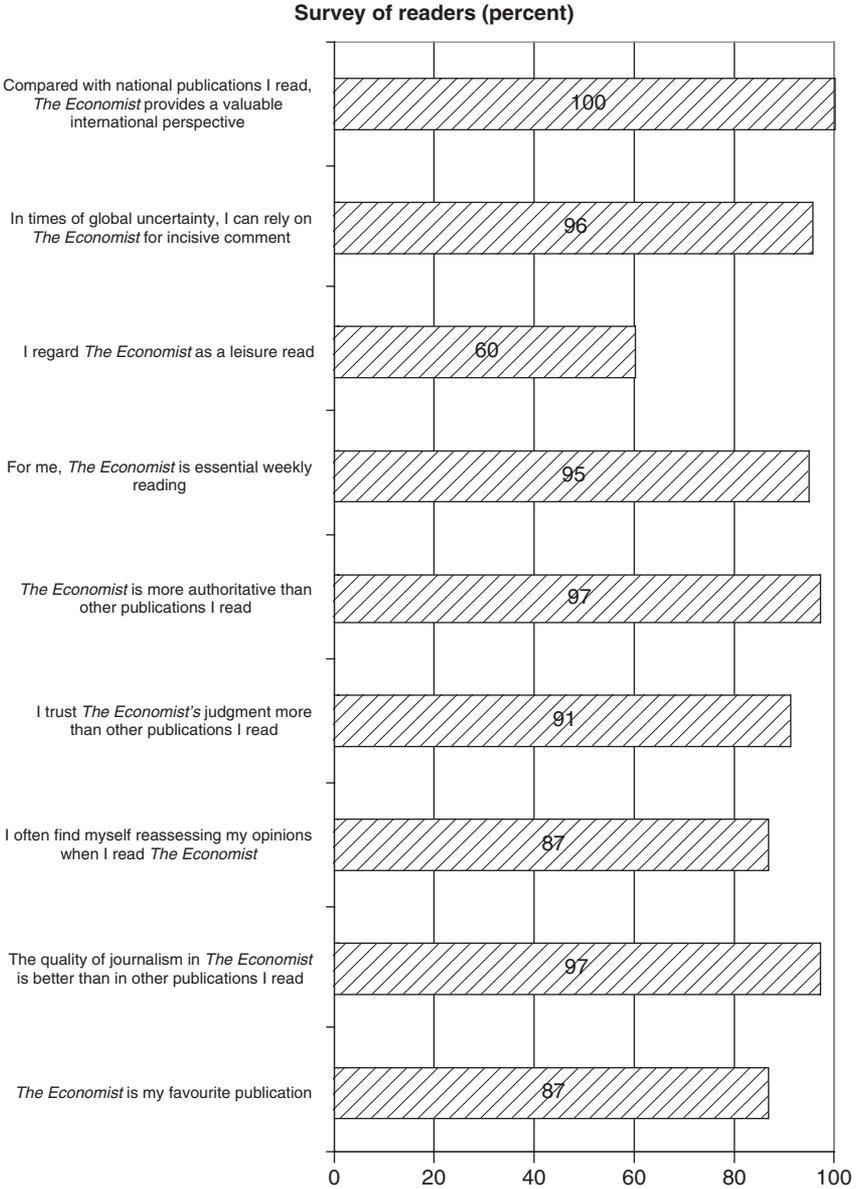 Survey of readers (percent)
Compared with national publications I read,
The Economist provides a valuable
international perspective
100
In times of global uncertainty, I can rely on
The Economist for incisive comment
96
I regard The Economist as a leisure read
60
For me, The Economist is essential weekly
reading
95
The Economist is more authoritative than
other publications I read
97
I trust The Economist's judgment more
than other publications I read
91
I often find myself reassessing my opinions
when I read The Economist
87
The quality of journalism in The Economist
is better than in other publications I read
97
The Economist is my favourite publication
87
0 20 40 60 80 100